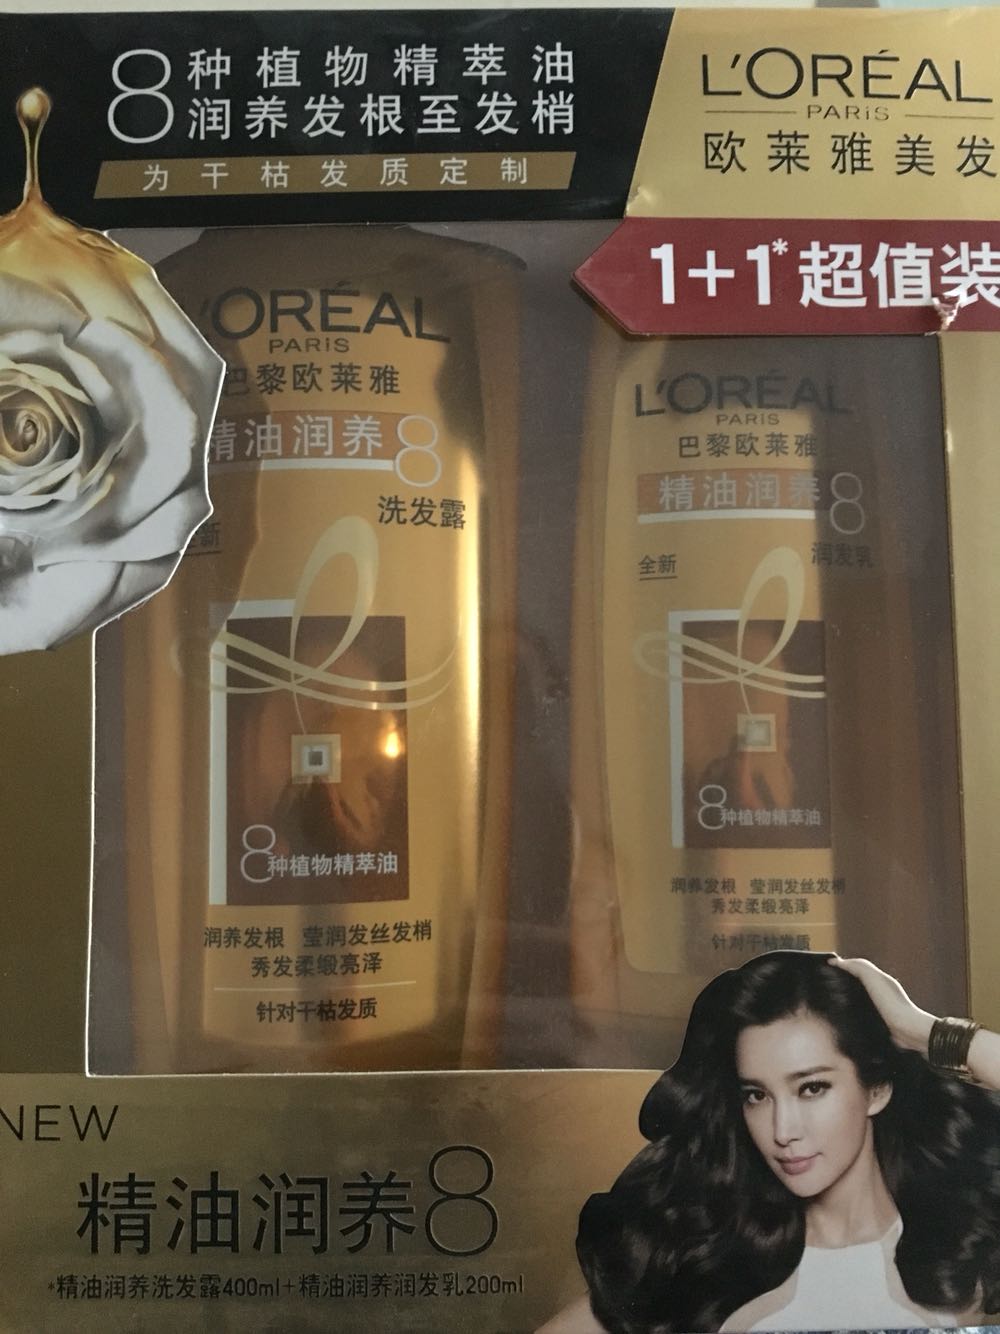 8种植物精萃油
润养发根至发梢
为干枯发质定制
L'ORÉAL
PARiS
欧莱雅美发
1+1*超值装
L'ORÉAL
PARiS
巴黎欧莱雅
精油润养8
洗发露
全新
8种植物精萃油
润养发根 莹润发丝发梢
秀发柔缎亮泽
针对干枯发质
L'ORÉAL
PARiS
巴黎欧莱雅
精油润养8
润发乳
全新
8种植物精萃油
润养发根 莹润发丝发梢
秀发柔缎亮泽
针对干枯发质
NEW
精油润养8
*精油润养洗发露400ml+精油润养润发乳200ml